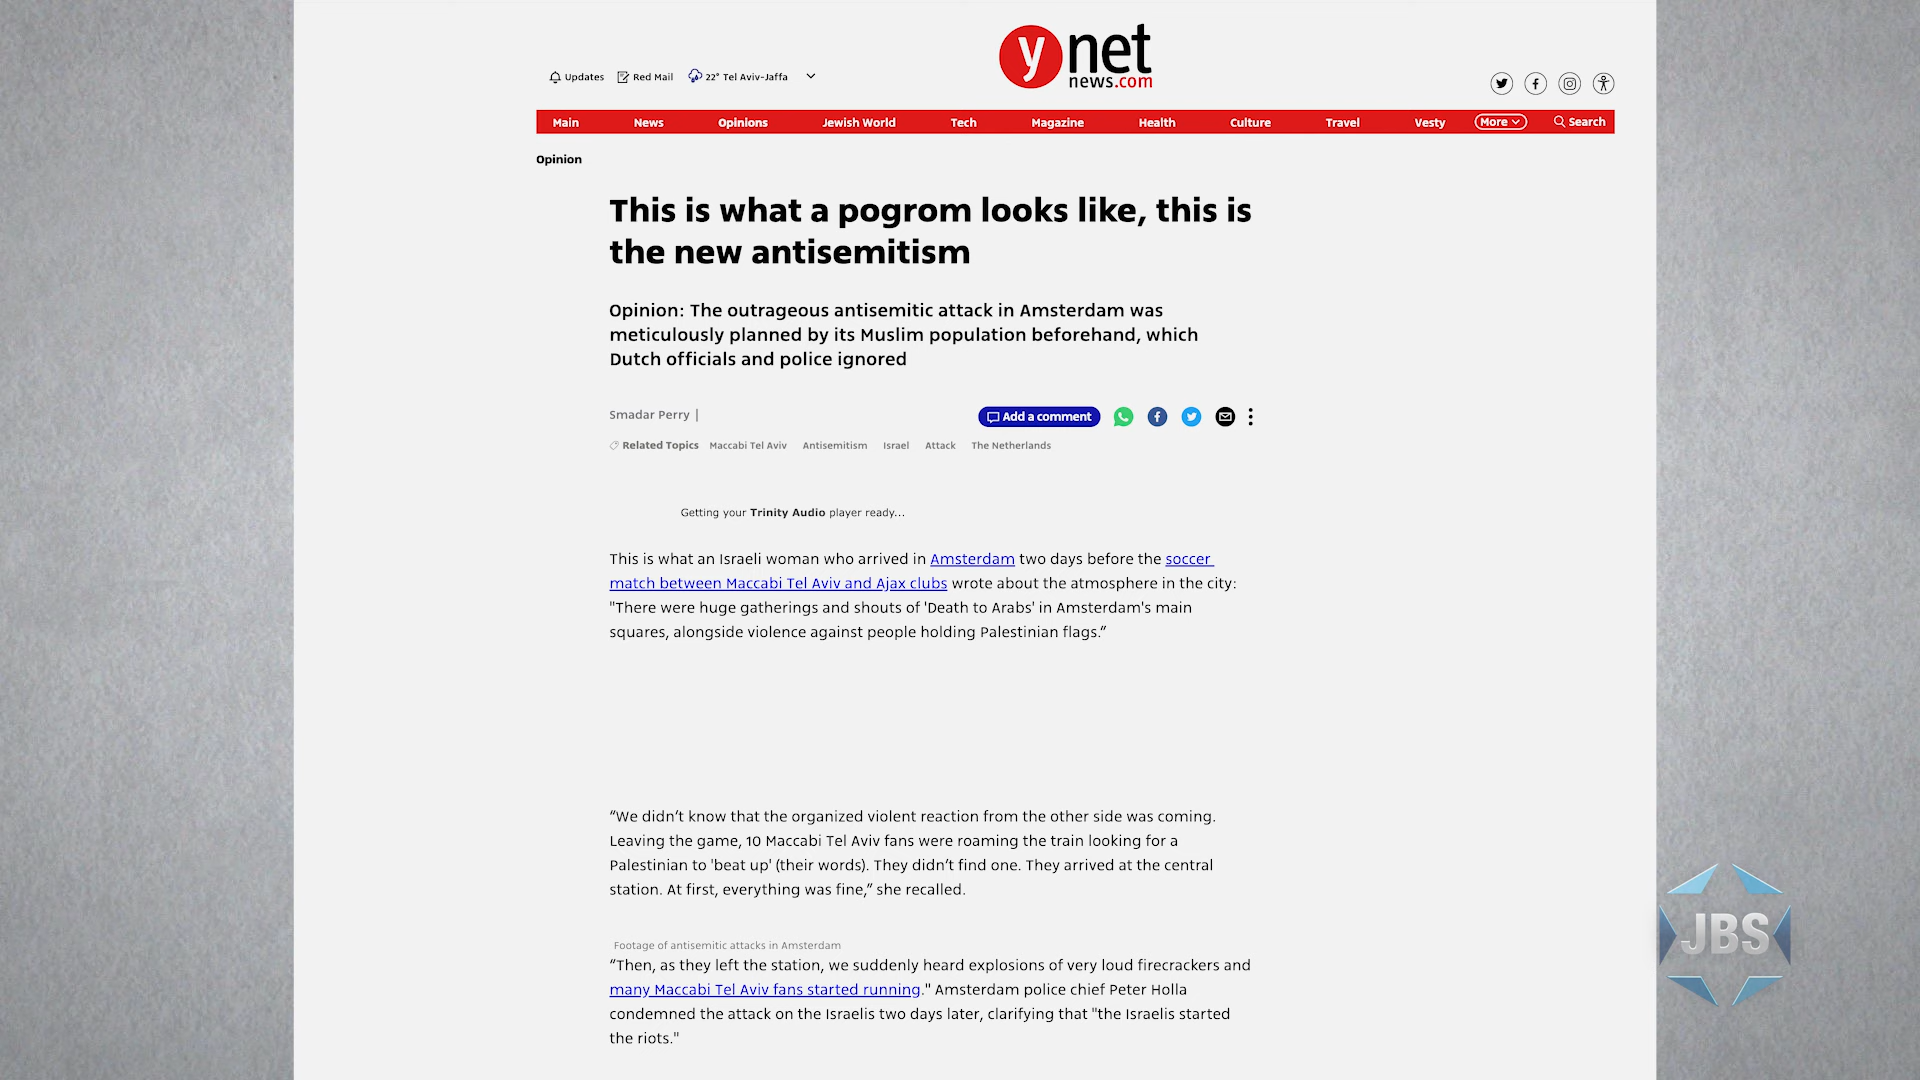 y net
news.com
Updates Red Mail 22° Tel Aviv-Jaffa
Main News Opinions Jewish World Tech Magazine Health Culture Travel Vesty More Search
Opinion
This is what a pogrom looks like, this is
the new antisemitism
Opinion: The outrageous antisemitic attack in Amsterdam was
meticulously planned by its Muslim population beforehand, which
Dutch officials and police ignored
Smadar Perry |
Add a comment
Related Topics Maccabi Tel Aviv Antisemitism Israel Attack The Netherlands
Getting your Trinity Audio player ready...
This is what an Israeli woman who arrived in Amsterdam two days before the soccer
match between Maccabi Tel Aviv and Ajax clubs wrote about the atmosphere in the city:
"There were huge gatherings and shouts of 'Death to Arabs' in Amsterdam's main
squares, alongside violence against people holding Palestinian flags.”
“We didn’t know that the organized violent reaction from the other side was coming.
Leaving the game, 10 Maccabi Tel Aviv fans were roaming the train looking for a
Palestinian to 'beat up' (their words). They didn’t find one. They arrived at the central
station. At first, everything was fine,” she recalled.
Footage of antisemitic attacks in Amsterdam
“Then, as they left the station, we suddenly heard explosions of very loud firecrackers and
many Maccabi Tel Aviv fans started running." Amsterdam police chief Peter Holla
condemned the attack on the Israelis two days later, clarifying that "the Israelis started
the riots."
JBS